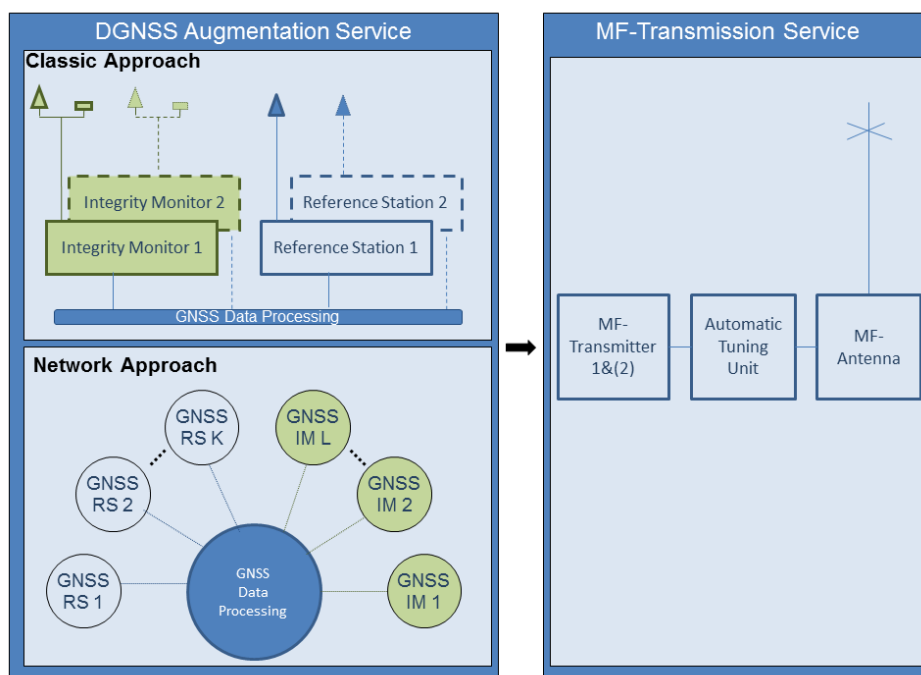 DGNSS Augmentation Service
Classic Approach
Integrity Monitor 2
Reference Station 2
Integrity Monitor 1
Reference Station 1
GNSS Data Processing
Network Approach
GNSS
RS K
GNSS
IM L
GNSS
RS 2
GNSS
IM 2
GNSS
RS 1
GNSS
Data
Processing
GNSS
IM 1
MF-Transmission Service
MF-
Transmitter
1&(2)
Automatic
Tuning
Unit
MF-
Antenna